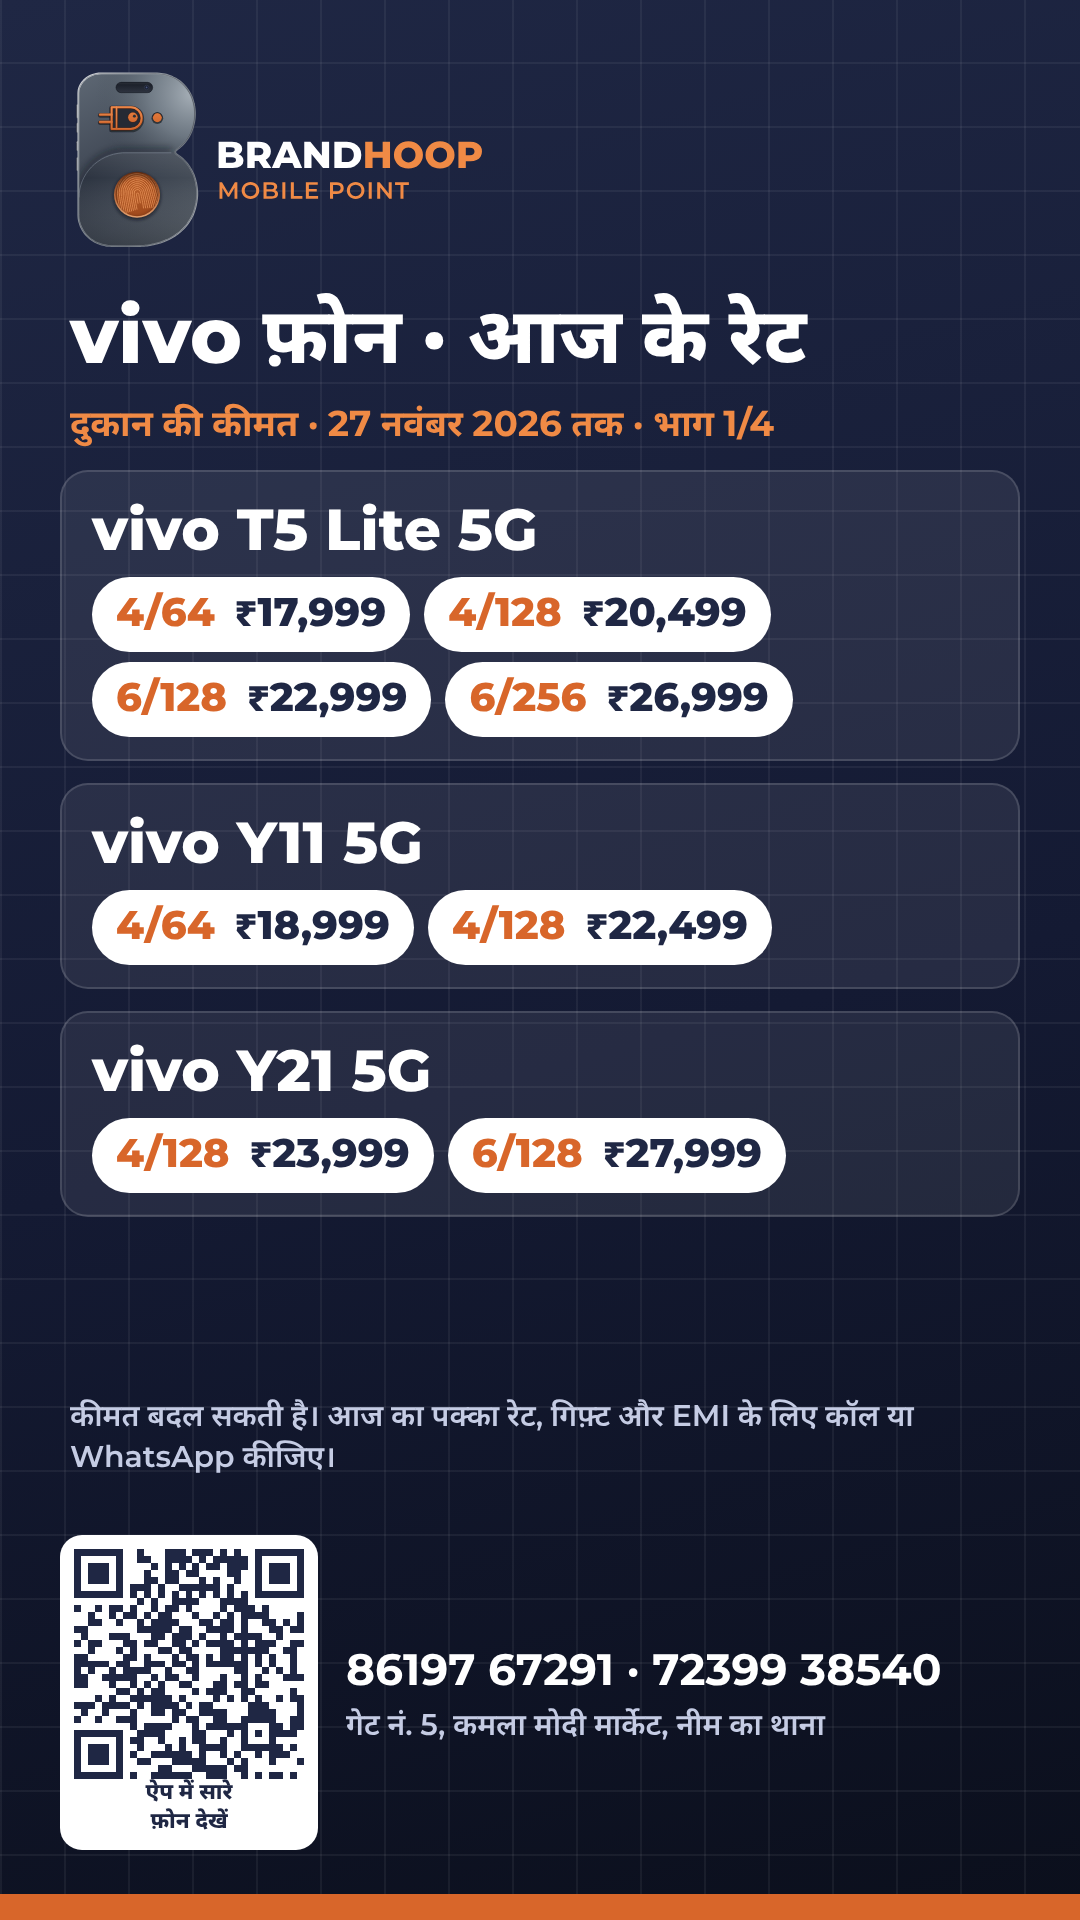 BRANDHOOP
MOBILE POINT
vivo फ़ोन · आज के रेट
दुकान की कीमत · 27 नवंबर 2026 तक · भाग 1/4
vivo T5 Lite 5G
4/64 ₹17,999 4/128 ₹20,499
6/128 ₹22,999 6/256 ₹26,999
vivo Y11 5G
4/64 ₹18,999 4/128 ₹22,499
vivo Y21 5G
4/128 ₹23,999 6/128 ₹27,999
कीमत बदल सकती है। आज का पक्का रेट, गिफ़्ट और EMI के लिए कॉल या
WhatsApp कीजिए।
86197 67291 · 72399 38540
गेट नं. 5, कमला मोदी मार्केट, नीम का थाना
ऐप में सारे
फ़ोन देखें